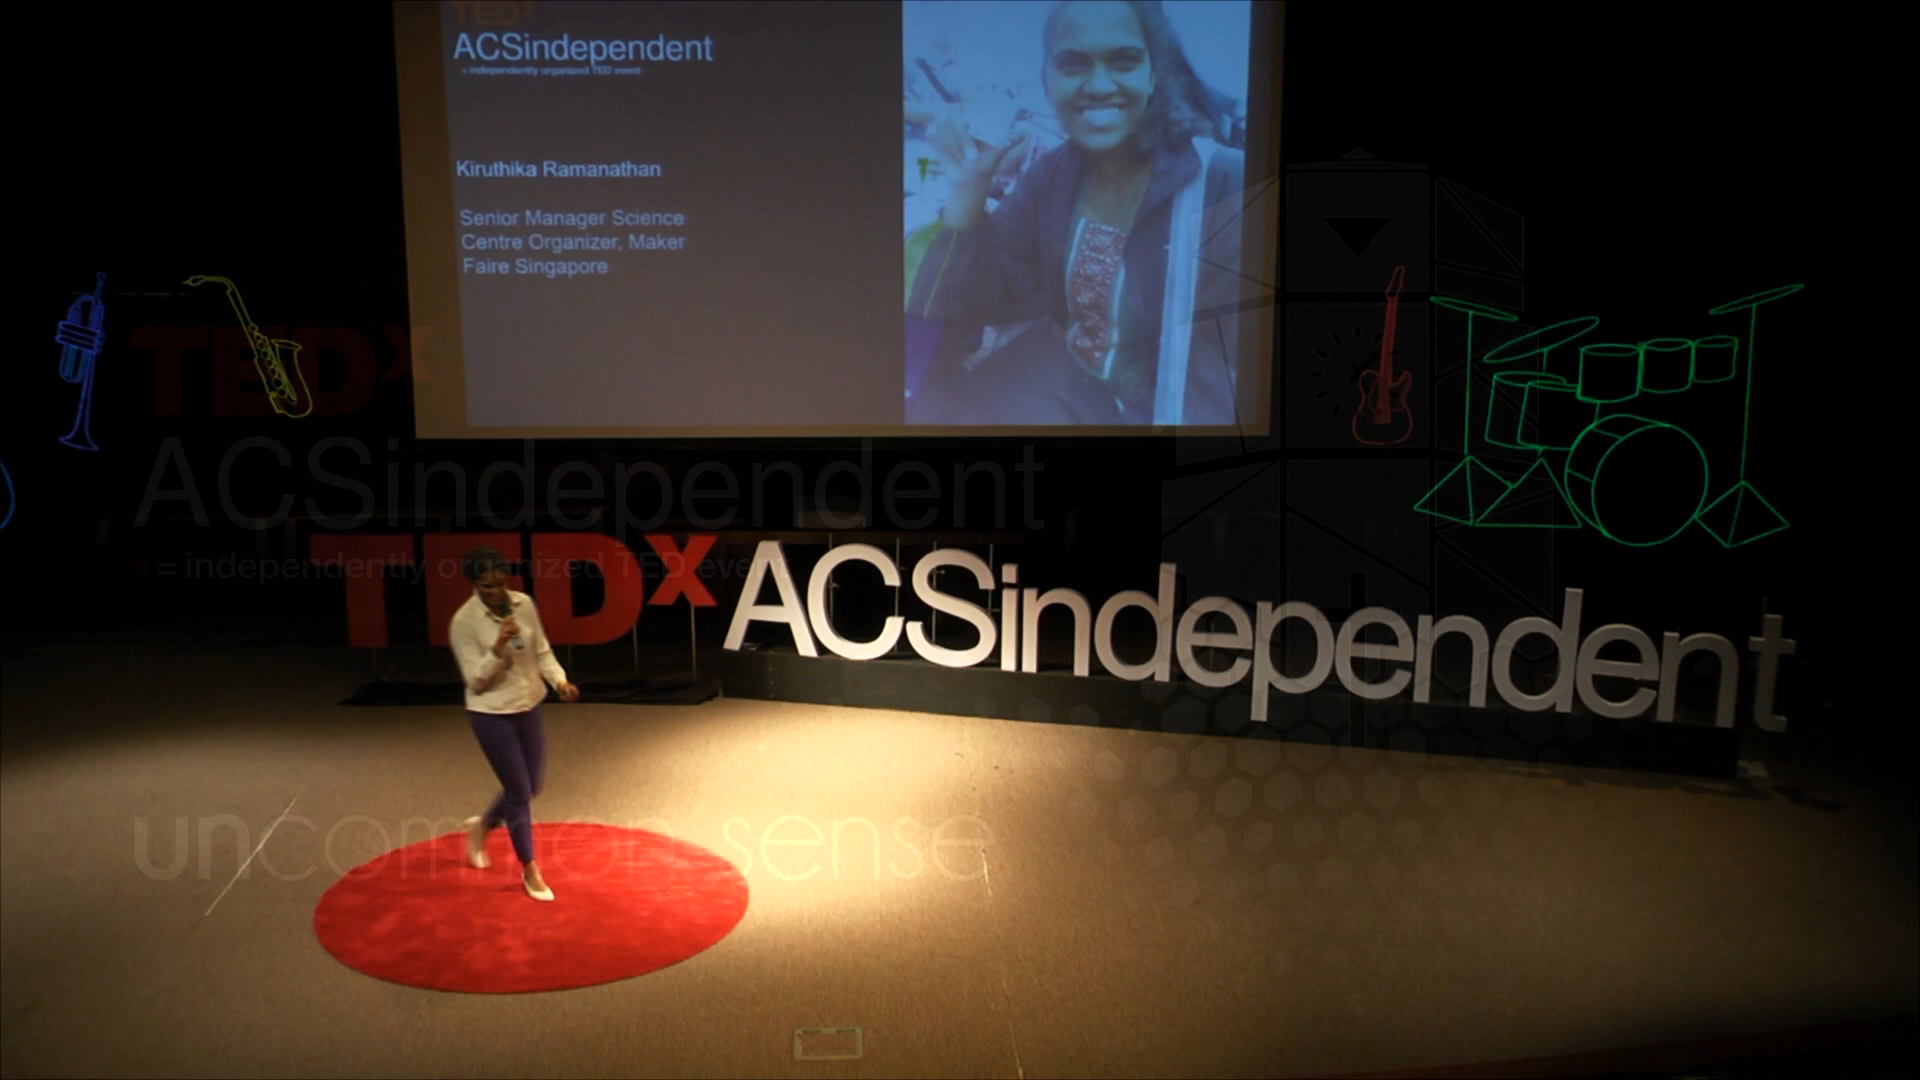 TEDx
ACSindependent
x independently organized TED event
Kiruthika Ramanathan
Senior Manager Science
Centre Organizer, Maker
Faire Singapore
TEDx
ACSindependent
x = independently organized TED event
TEDx ACSindependent
uncommon sense